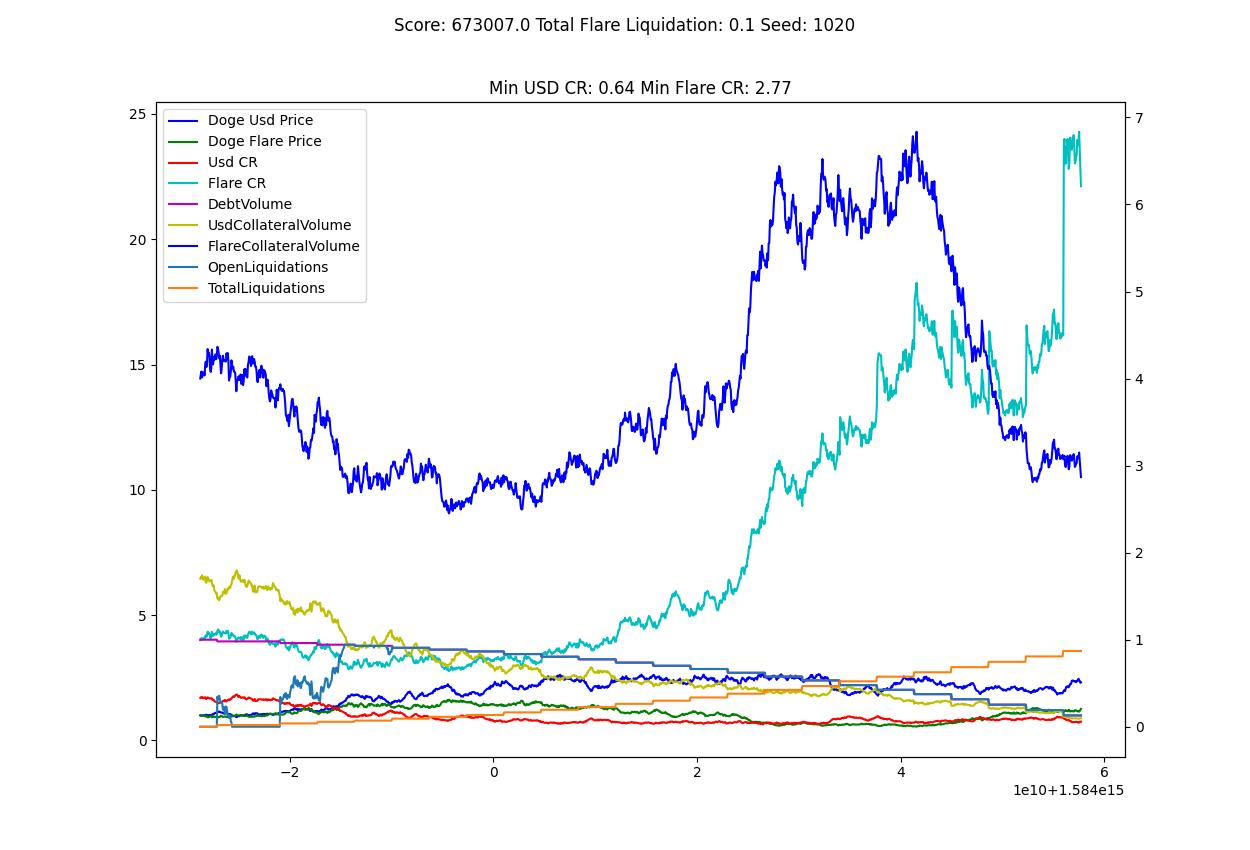 Score: 673007.0 Total Flare Liquidation: 0.1 Seed: 1020
Min USD CR: 0.64 Min Flare CR: 2.77
25
20
15
10
5
0
Doge Usd Price
Doge Flare Price
Usd CR
Flare CR
DebtVolume
UsdCollateralVolume
FlareCollateralVolume
OpenLiquidations
TotalLiquidations
7
6
5
4
3
2
1
0
−2 0 2 4 6
1e10+1.584e15